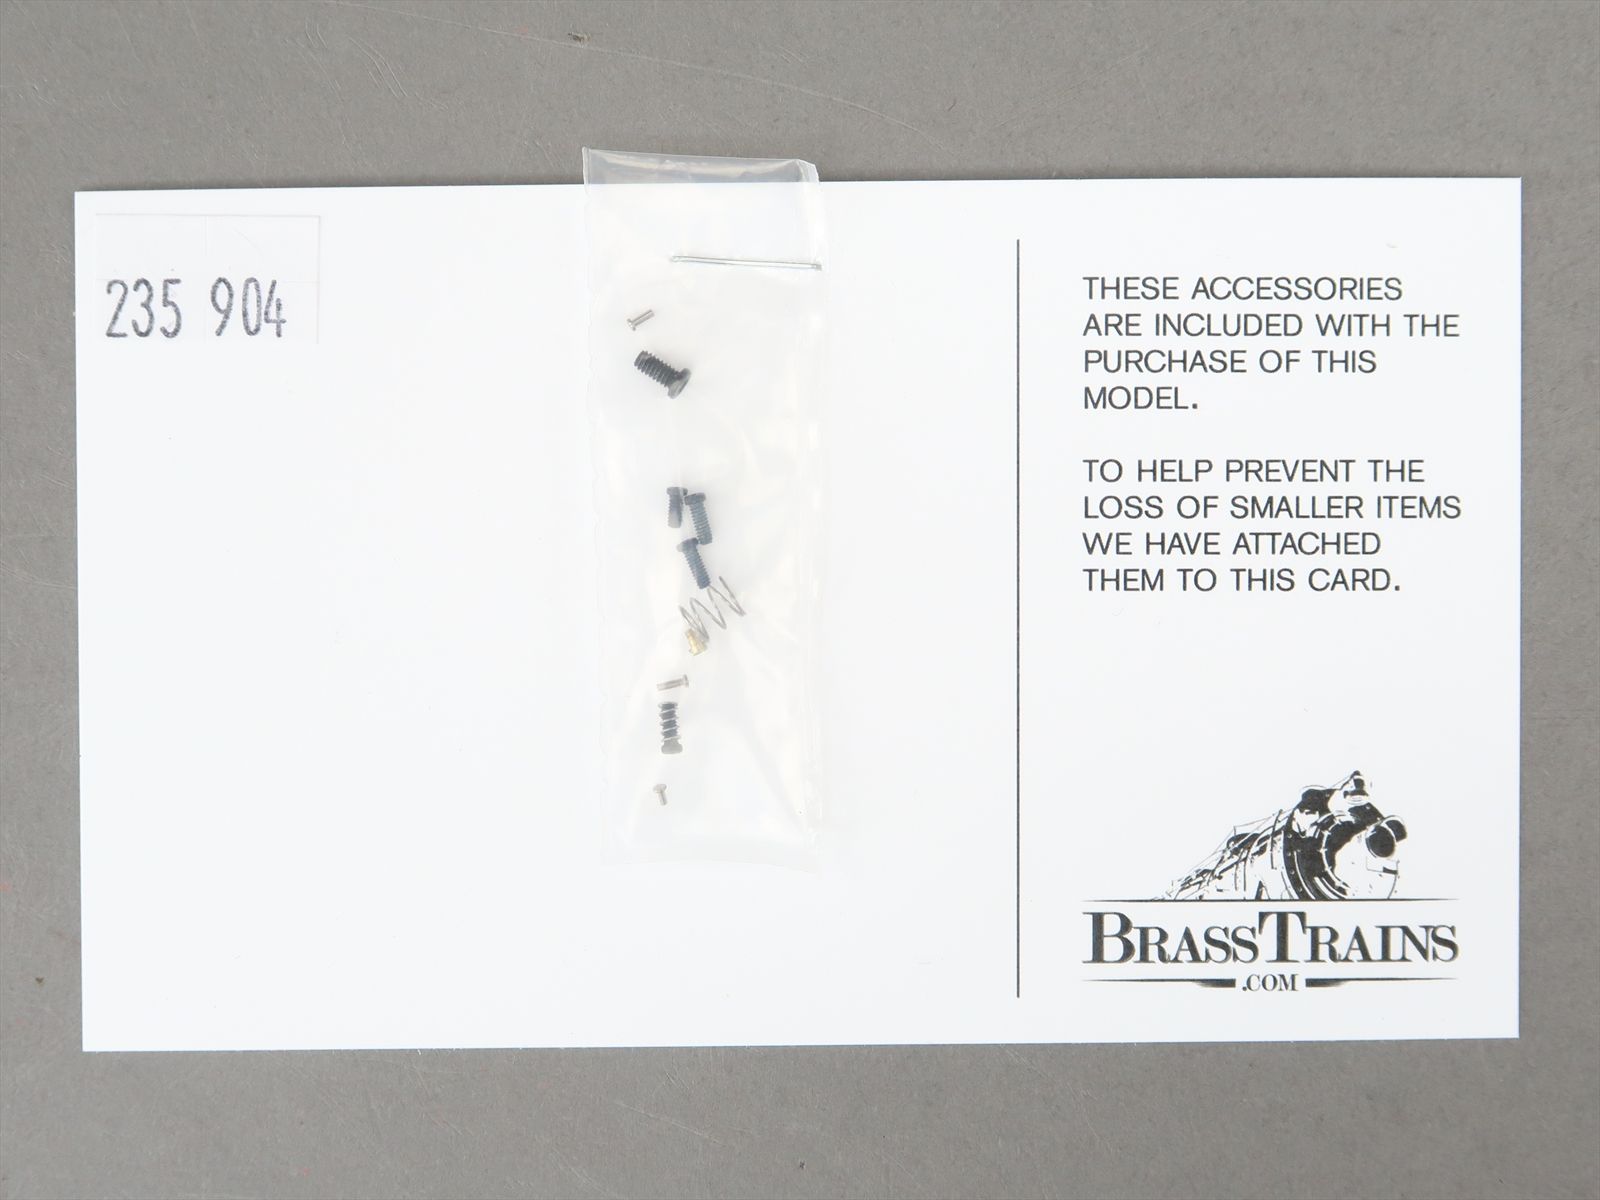 235 904
THESE ACCESSORIES
ARE INCLUDED WITH THE
PURCHASE OF THIS
MODEL.
TO HELP PREVENT THE
LOSS OF SMALLER ITEMS
WE HAVE ATTACHED
THEM TO THIS CARD.
BRASSTRAINS
.COM